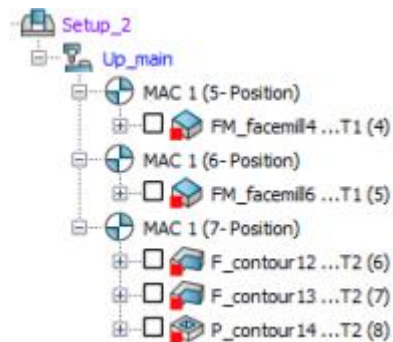 Setup_2
Up_main
MAC 1 (5- Position)
FM_facemill4 ...T1 (4)
MAC 1 (6- Position)
FM_facemill6 ...T1 (5)
MAC 1 (7- Position)
F_contour12 ...T2 (6)
F_contour13 ...T2 (7)
P_contour14 ...T2 (8)